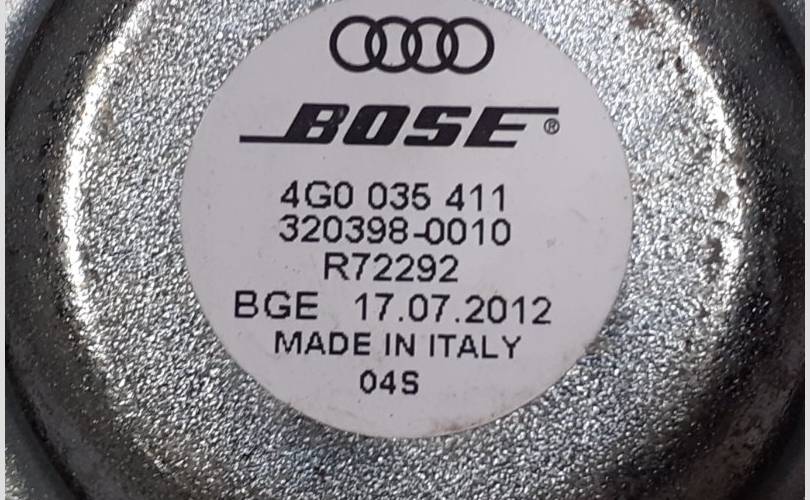 BOSE®
4G0 035 411
320398-0010
R72292
BGE 17.07.2012
MADE IN ITALY
04S